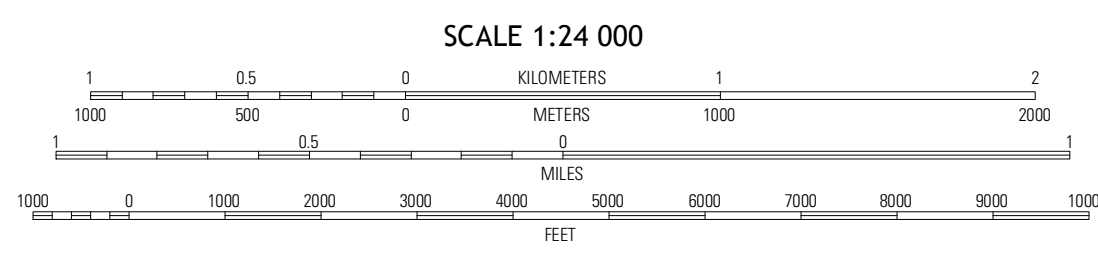 SCALE 1:24 000
1 0.5 0 KILOMETERS 1 2
1000 500 0 METERS 1000 2000
1 0.5 0 1
MILES
1000 0 1000 2000 3000 4000 5000 6000 7000 8000 9000 1000
FEET